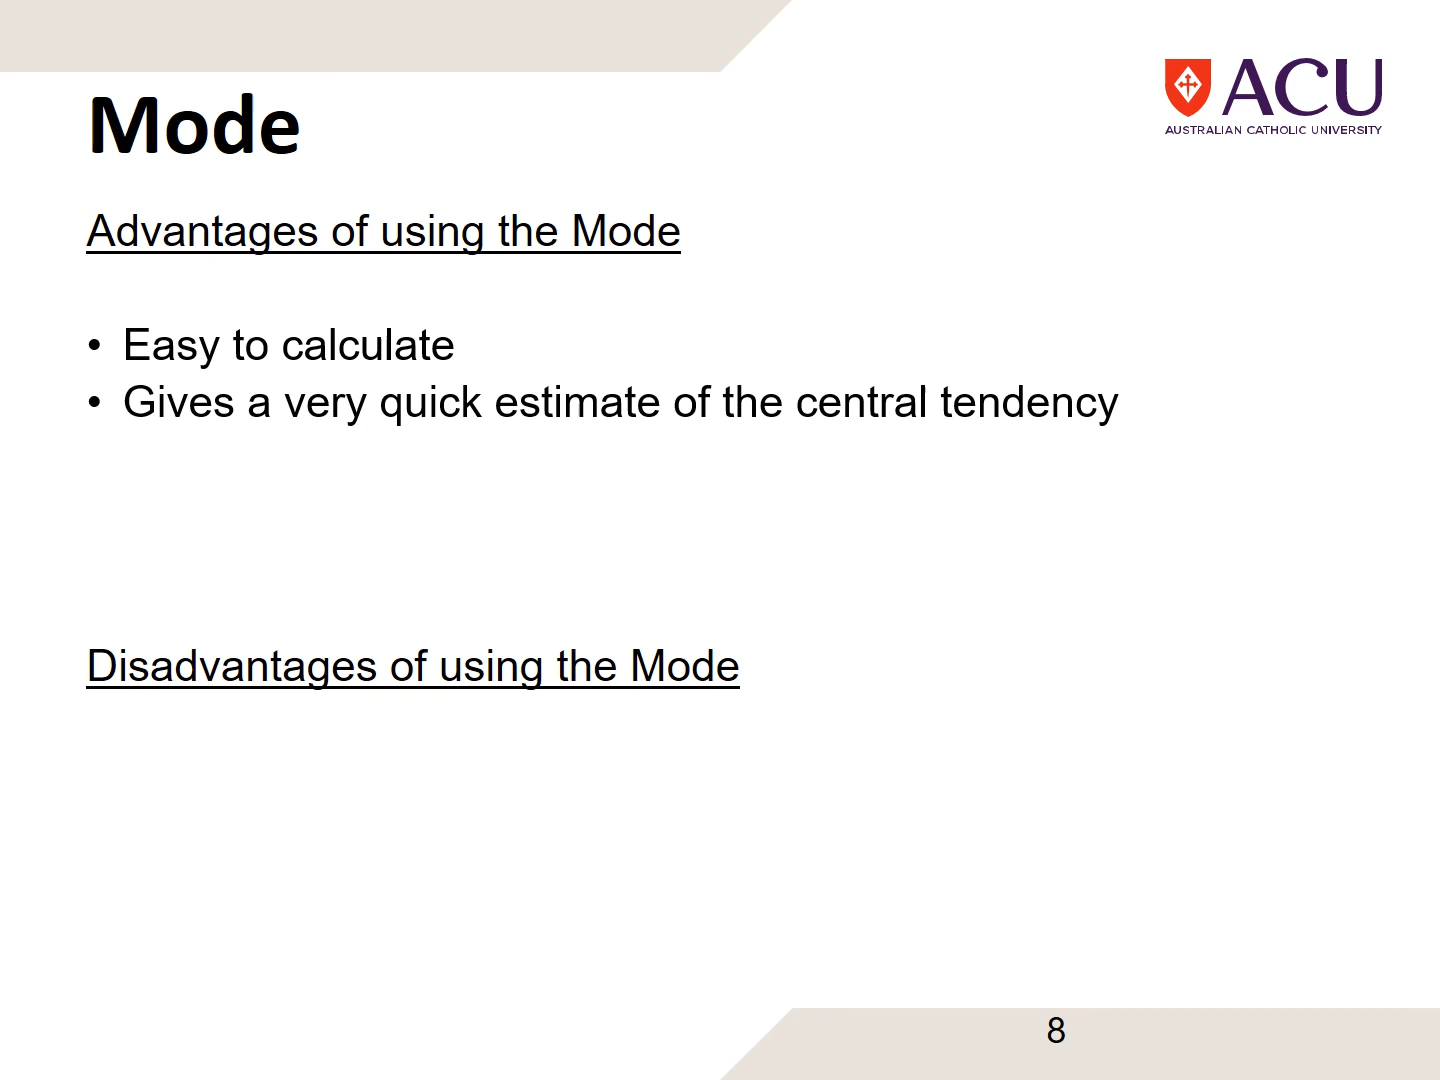 Mode
ACU
AUSTRALIAN CATHOLIC UNIVERSITY
Advantages of using the Mode
• Easy to calculate
• Gives a very quick estimate of the central tendency
Disadvantages of using the Mode
8